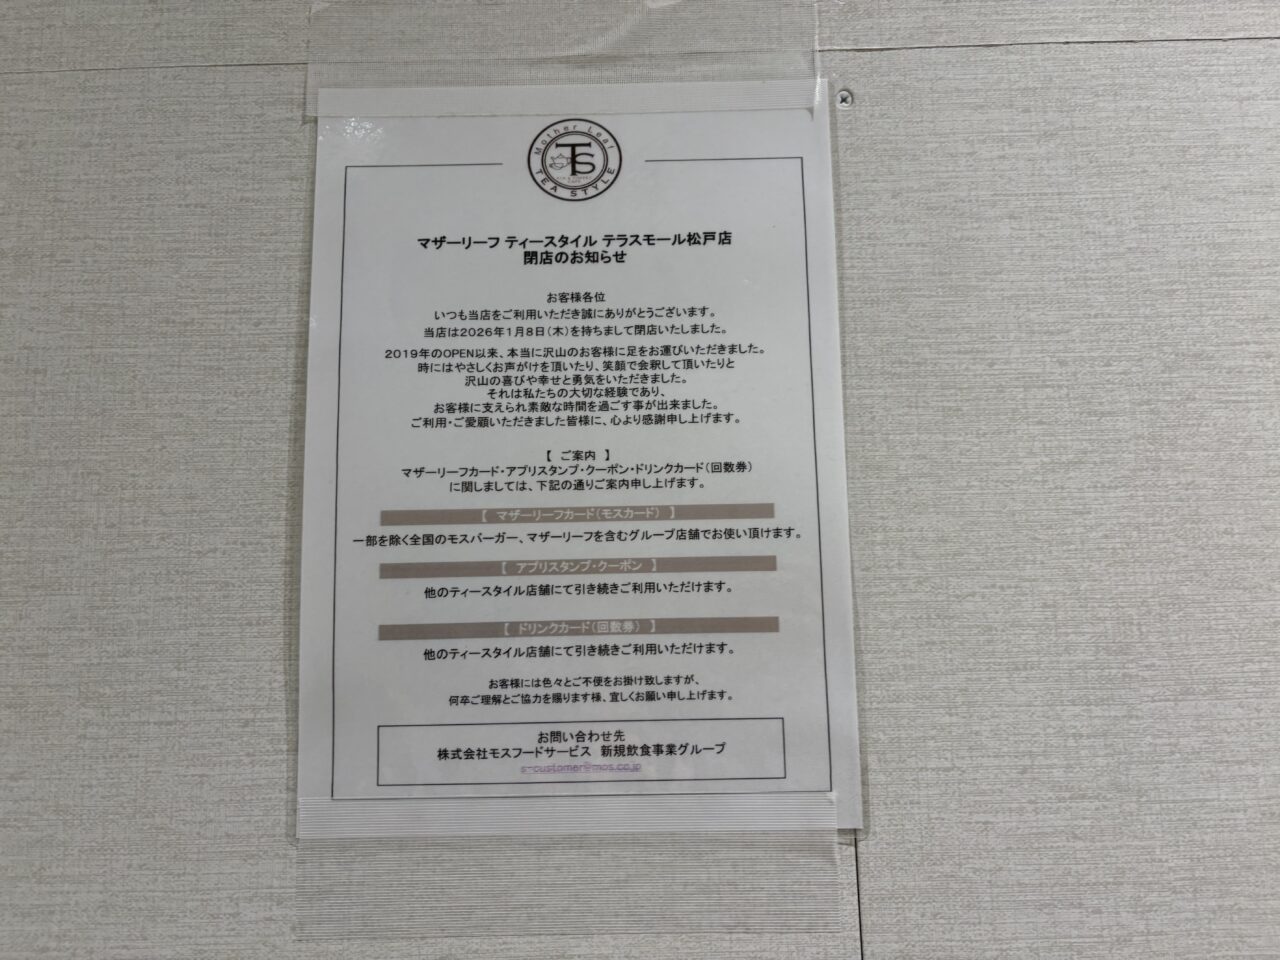 Mother Leaf
TS
TEA STYLE
マザーリーフ ティースタイル テラスモール松戸店
閉店のお知らせ
お客様各位
いつも当店をご利用いただき誠にありがとうございます。
当店は2026年1月8日(木)を持ちまして閉店いたしました。
2019年のOPEN以来、本当に沢山のお客様に足をお運びいただきました。
時にはやさしくお声がけを頂いたり、笑顔で会釈して頂いたりと
沢山の喜びや幸せと勇気をいただきました。
それは私たちの大切な経験であり、
お客様に支えられ素敵な時間を過ごす事が出来ました。
ご利用・ご愛顧いただきました皆様に、心より感謝申し上げます。
【 ご案内 】
マザーリーフカード・アプリスタンプ・クーポン・ドリンクカード(回数券)
に関しましては、下記の通りご案内申し上げます。
【 マザーリーフカード(モスカード) 】
一部を除く全国のモスバーガー、マザーリーフを含むグループ店舗でお使い頂けます。
【 アプリスタンプ・クーポン 】
他のティースタイル店舗にて引き続きご利用いただけます。
【 ドリンクカード(回数券) 】
他のティースタイル店舗にて引き続きご利用いただけます。
お客様には色々とご不便をお掛け致しますが、
何卒ご理解とご協力を賜ります様、宜しくお願い申し上げます。
お問い合わせ先
株式会社モスフードサービス 新規飲食事業グループ
s-customer@mos.co.jp